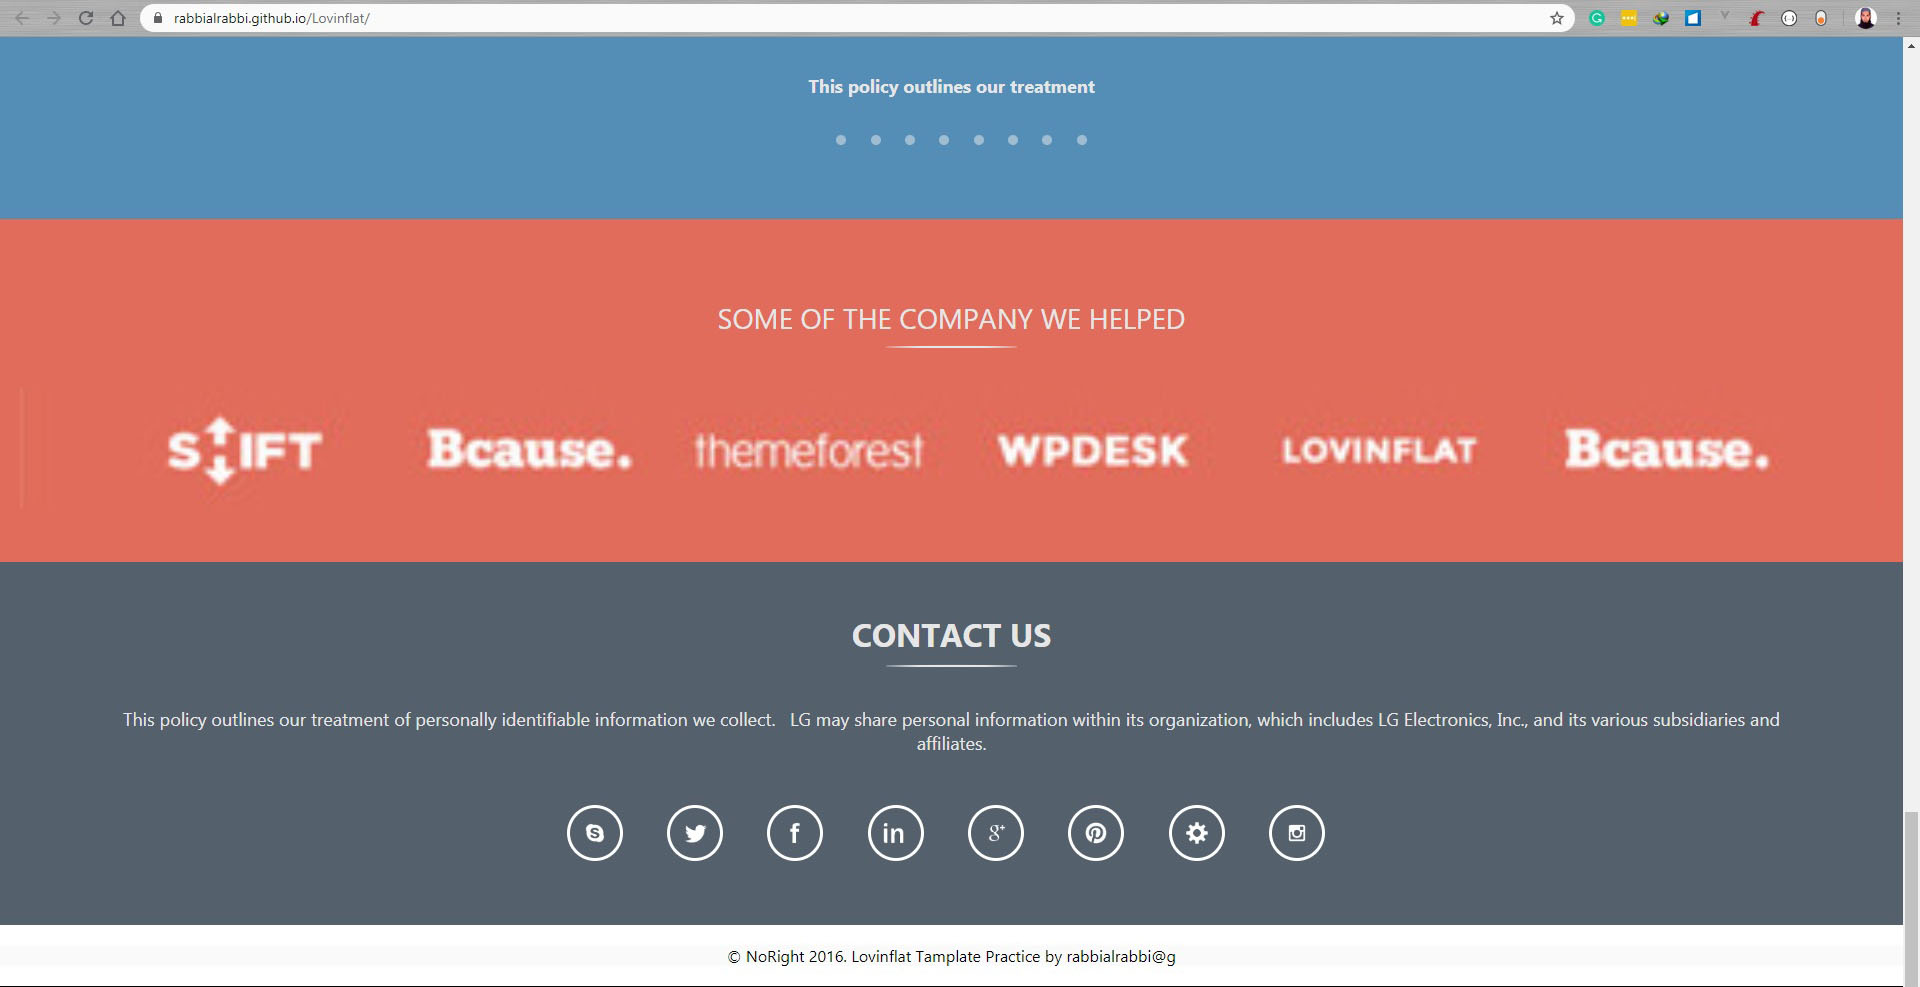 rabbialrabbi.github.io/Lovinflat/
This policy outlines our treatment
SOME OF THE COMPANY WE HELPED
SHIFT Bcause. themeforest WPDESK LOVINFLAT Bcause.
CONTACT US
This policy outlines our treatment of personally identifiable information we collect.   LG may share personal information within its organization, which includes LG Electronics, Inc., and its various subsidiaries and
affiliates.
© NoRight 2016. Lovinflat Tamplate Practice by rabbialrabbi@g